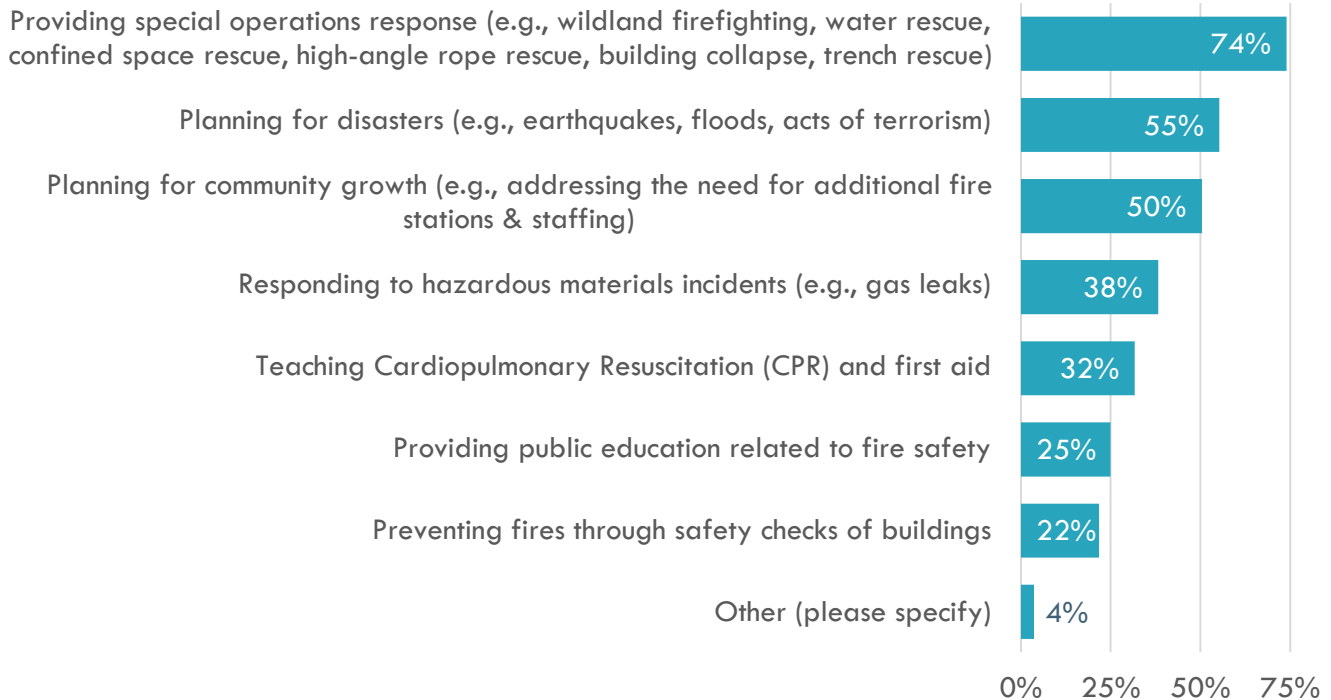 Providing special operations response (e.g., wildland firefighting, water rescue,
confined space rescue, high-angle rope rescue, building collapse, trench rescue)
74%
Planning for disasters (e.g., earthquakes, floods, acts of terrorism)
55%
Planning for community growth (e.g., addressing the need for additional fire
stations & staffing)
50%
Responding to hazardous materials incidents (e.g., gas leaks)
38%
Teaching Cardiopulmonary Resuscitation (CPR) and first aid
32%
Providing public education related to fire safety
25%
Preventing fires through safety checks of buildings
22%
Other (please specify)
4%
0% 25% 50% 75%